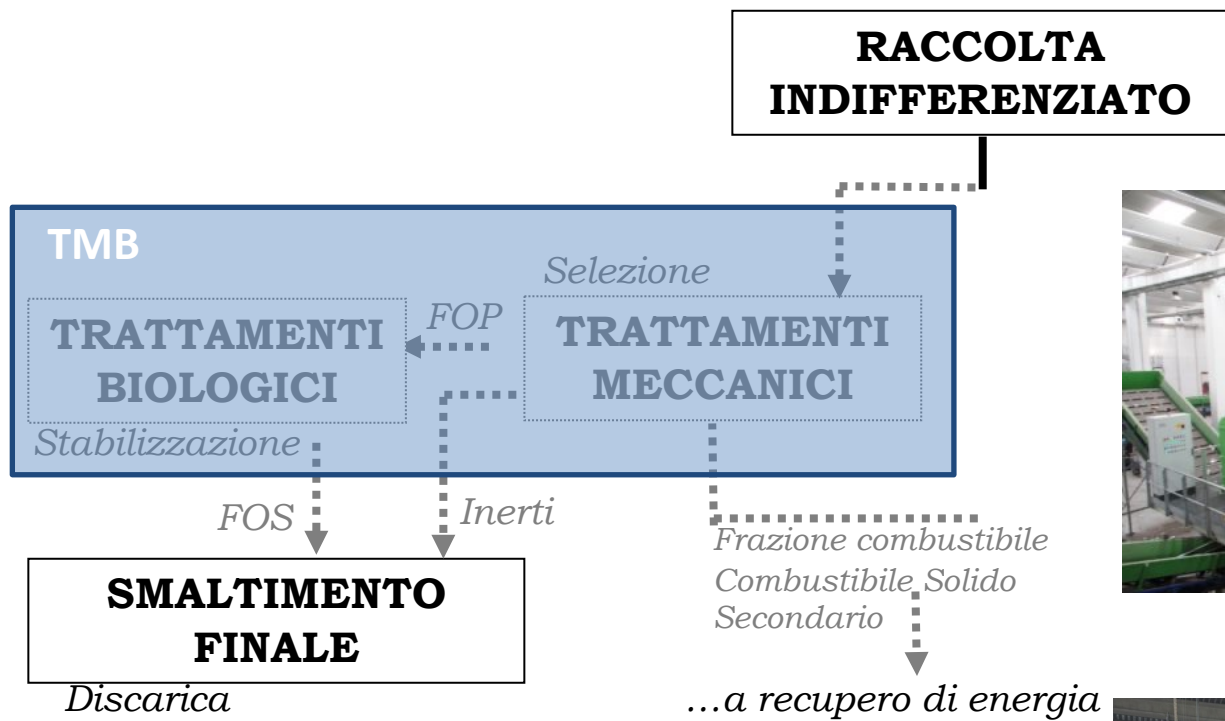 RACCOLTA
INDIFFERENZIATO
TMB
Selezione
FOP
TRATTAMENTI
BIOLOGICI
TRATTAMENTI
MECCANICI
Stabilizzazione
FOS
Inerti
Frazione combustibile
Combustibile Solido
Secondario
SMALTIMENTO
FINALE
Discarica
...a recupero di energia